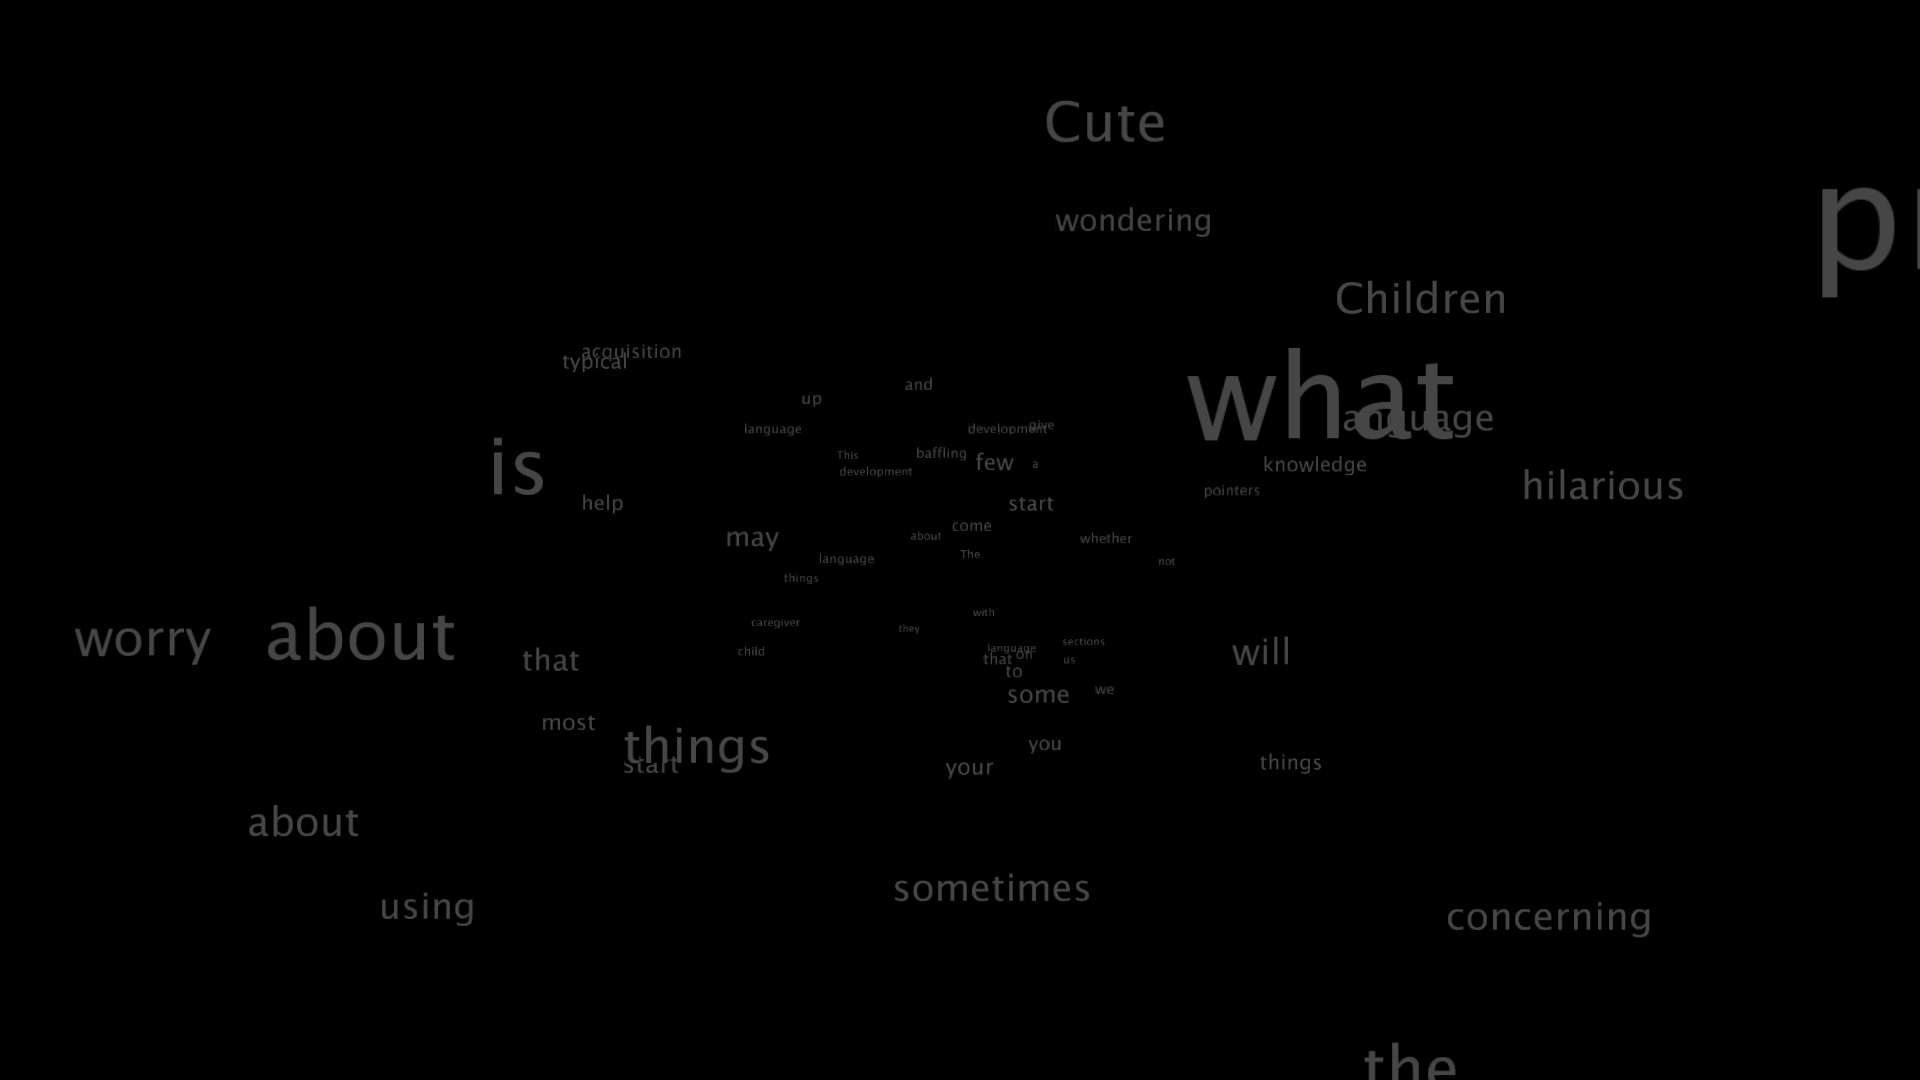 Cute
wondering
pr
Children
acquisition
typical
and
up
what
language
give
development
language
baffling
This
few
a
knowledge
development
is
hilarious
pointers
help
start
come
about
may
whether
The
language
not
things
with
caregiver
they
worry
about
sections
language
child
will
on
that
us
that
to
we
some
most
you
things
start
things
your
about
sometimes
using
concerning
the